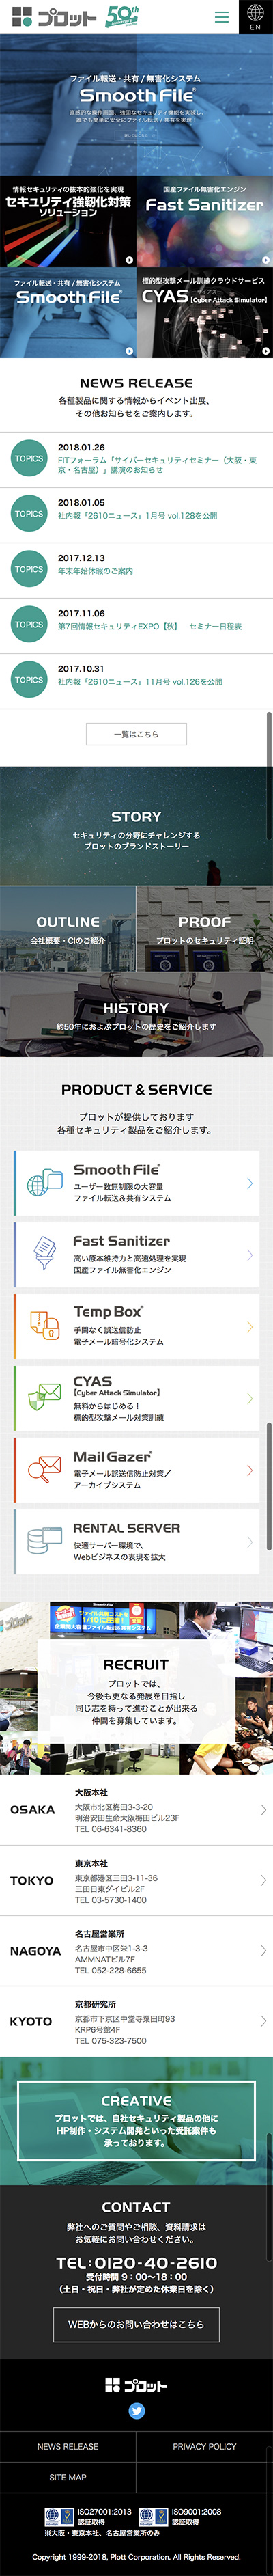 プロット 50th
EN
ファイル転送・共有 / 無害化システム
Smooth File®
直感的な操作画面、強固なセキュリティ機能を実装し、
誰でも簡単に安全にファイル転送/共有を実現!
情報セキュリティの抜本的強化を実現
セキュリティ強靭化対策
ソリューション
国産ファイル無害化エンジン
Fast Sanitizer
ファイル転送・共有 / 無害化システム
Smooth File®
標的型攻撃メール訓練クラウドサービス
CYAS
【Cyber Attack Simulator】
NEWS RELEASE
各種製品に関する情報からイベント出展、
その他お知らせをご案内します。
TOPICS
2018.01.26
FITフォーラム「サイバーセキュリティセミナー（大阪・東
京・名古屋）」講演のお知らせ
TOPICS
2018.01.05
社内報「2610ニュース」1月号 vol.128を公開
TOPICS
2017.12.13
年末年始休暇のご案内
TOPICS
2017.11.06
第7回情報セキュリティEXPO【秋】　セミナー日程表
TOPICS
2017.10.31
社内報「2610ニュース」11月号 vol.126を公開
一覧はこちら
STORY
セキュリティの分野にチャレンジする
プロットのブランドストーリー
OUTLINE
会社概要・CIのご紹介
PROOF
プロットのセキュリティ証明
HISTORY
約50年におよぶプロットの歴史をご紹介します
PRODUCT & SERVICE
プロットが提供しております
各種セキュリティ製品をご紹介します。
Smooth File®
ユーザー数無制限の大容量
ファイル転送＆共有システム
Fast Sanitizer
高い原本維持力と高速処理を実現
国産ファイル無害化エンジン
Temp Box®
手間なく誤送信防止
電子メール暗号化システム
CYAS
【Cyber Attack Simulator】
無料からはじめる！
標的型攻撃メール対策訓練
Mail Gazer®
電子メール誤送信防止対策／
アーカイブシステム
RENTAL SERVER
快適サーバー環境で、
Webビジネスの表現を拡大
RECRUIT
プロットでは、
今後も更なる発展を目指し
同じ志を持って進むことが出来る
仲間を募集しています。
OSAKA
大阪本社
大阪市北区梅田3-3-20
明治安田生命大阪梅田ビル23F
TEL 06-6341-8360
TOKYO
東京本社
東京都港区三田3-11-36
三田日東ダイビル2F
TEL 03-5730-1400
NAGOYA
名古屋営業所
名古屋市中区栄1-3-3
AMMNATビル7F
TEL 052-228-6655
KYOTO
京都研究所
京都市下京区中堂寺粟田町93
KRP6号館4F
TEL 075-323-7500
CREATIVE
プロットでは、自社セキュリティ製品の他に
HP制作・システム開発といった受託案件も
承っております。
CONTACT
弊社へのご質問やご相談、資料請求は
お気軽にお問い合わせください。
TEL:0120-40-2610
受付時間 9：00〜18：00
（土日・祝日・弊社が定めた休業日を除く）
WEBからのお問い合わせはこちら
プロット
NEWS RELEASE
PRIVACY POLICY
SITE MAP
ISO27001:2013
認証取得
ISO9001:2008
認証取得
※大阪・東京本社、名古屋営業所のみ
Copyright 1999-2018, Plott Corporation. All Rights Reserved.